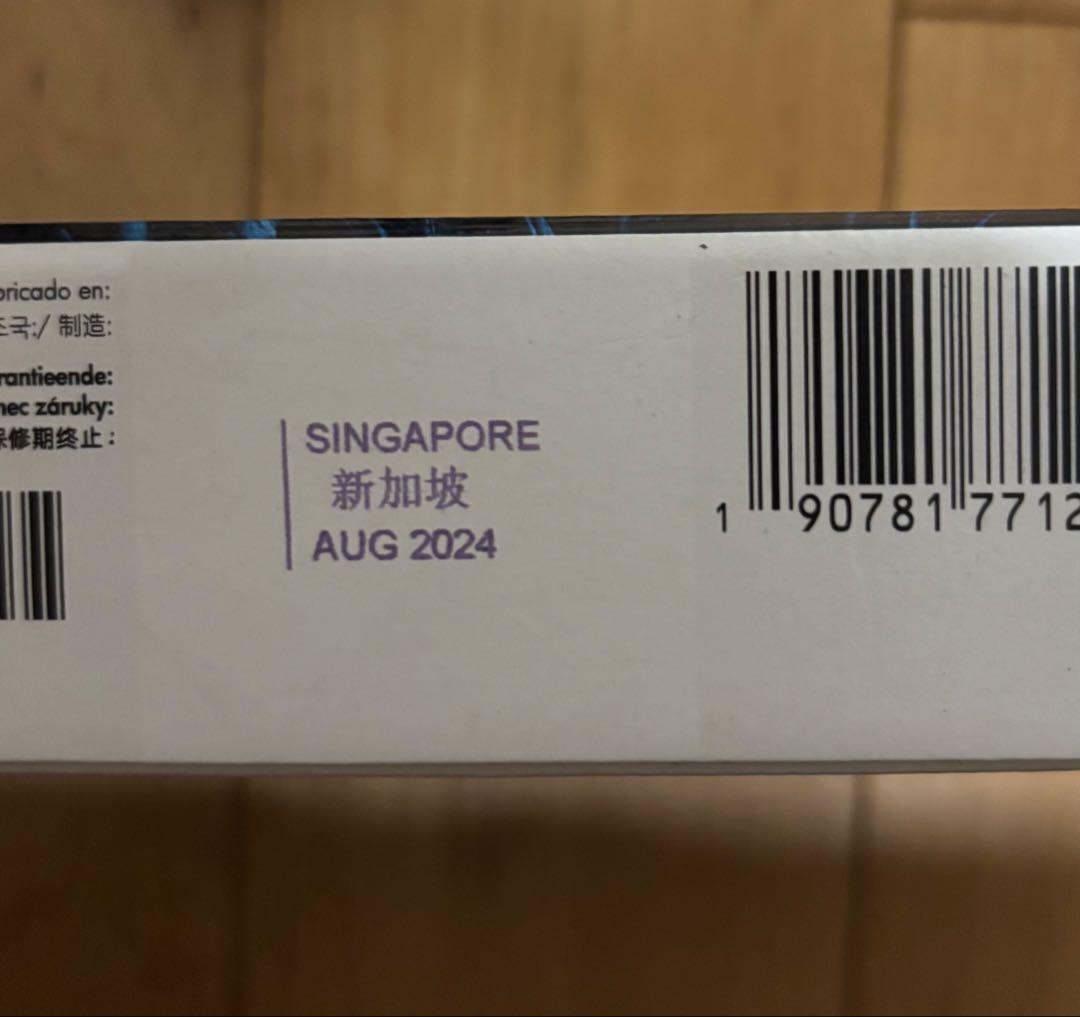 bricado en:
조국:/ 制造:
rantieende:
nec záruky:
保修期终止:
SINGAPORE
新加坡
AUG 2024
1 90781 7712